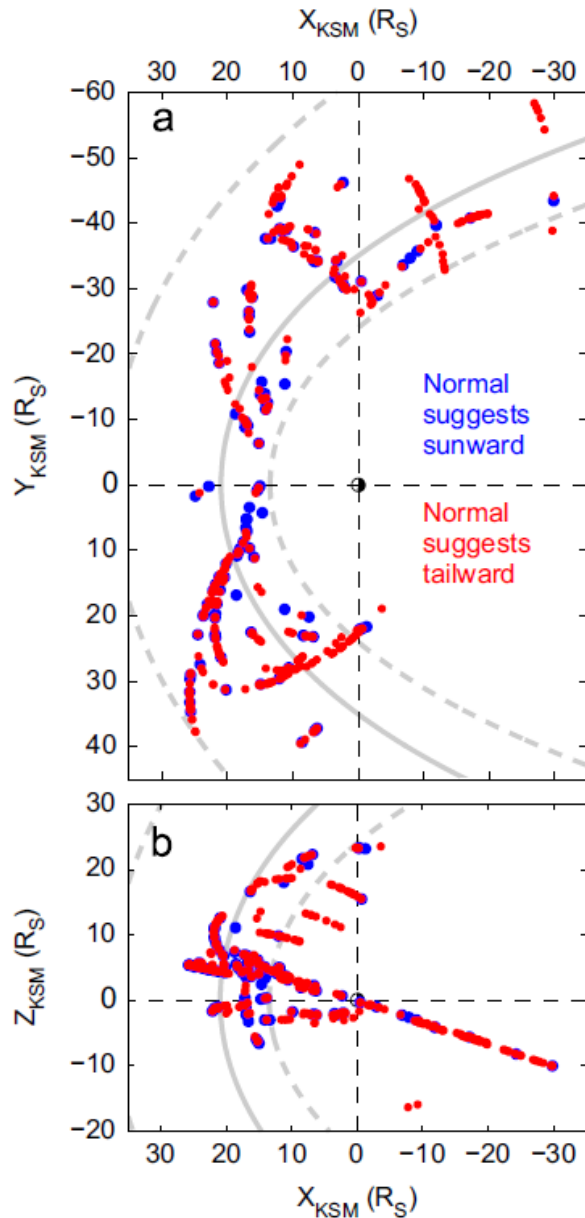 X_KSM (R_S)
30 20 10 0 −10 −20 −30
a
−60
−50
−40
−30
−20
−10
0
10
20
30
40
Y_KSM (R_S)
Normal
suggests
sunward
Normal
suggests
tailward
b
30
20
10
0
−10
−20
Z_KSM (R_S)
30 20 10 0 −10 −20 −30
X_KSM (R_S)